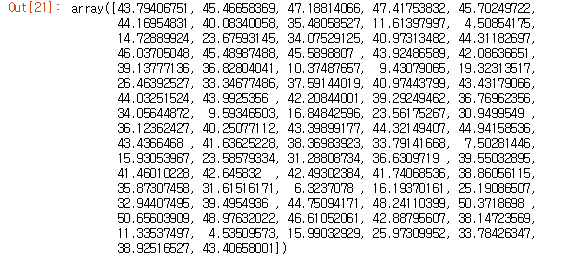 Out[21]: array([43.79406751, 45.46658369, 47.18814066, 47.41753832, 45.70249722,
44.16954831, 40.08340058, 35.48058527, 11.61397997, 4.50854175,
14.72889924, 23.67593145, 34.07529125, 40.97313482, 44.31182697,
46.03705048, 45.48987488, 45.5898807 , 43.92486589, 42.08636651,
39.13777136, 36.82804041, 10.37487657, 9.43079065, 19.32313517,
26.46392527, 33.34677486, 37.59144019, 40.97443799, 43.43179066,
44.03251524, 43.9925356 , 42.20844001, 39.29249462, 36.76962356,
34.05644872, 9.59346503, 16.84842596, 23.56175267, 30.9499549 ,
36.12362427, 40.25077112, 43.39899177, 44.32149407, 44.94158536,
43.4366468 , 41.63625228, 38.36983923, 33.79141668, 7.50281446,
15.93053967, 23.58579334, 31.28808734, 36.6309719 , 39.55032895,
41.46010228, 42.645832 , 42.49302384, 41.74068536, 38.86056115,
35.87307458, 31.61516171, 6.3237078 , 16.19370161, 25.19086507,
32.94407495, 39.4954936 , 44.75094171, 48.24110399, 50.3718698 ,
50.65603909, 48.97632022, 46.61052061, 42.88795607, 38.14723569,
11.33537497, 4.53509573, 15.99032929, 25.97309952, 33.78426347,
38.92516527, 43.40658001])